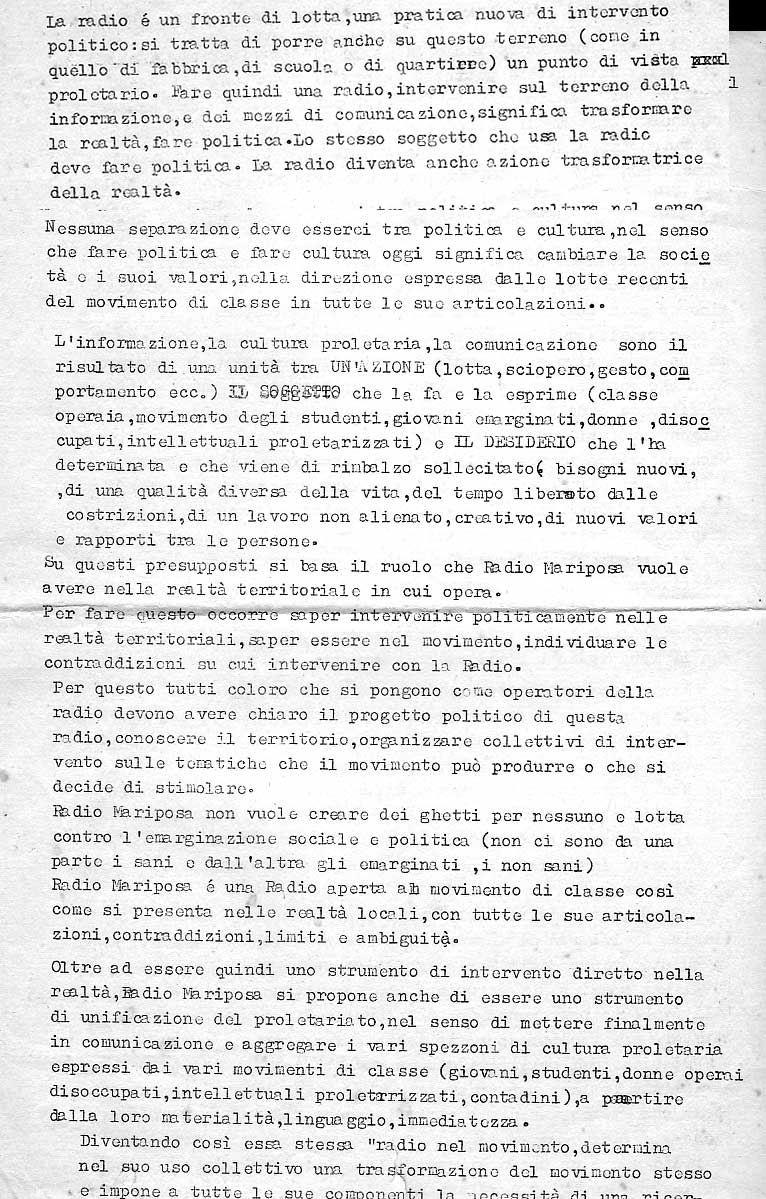 La radio é un fronte di lotta,una pratica nuova di intervento
politico:si tratta di porre anche su questo terreno (come in
quello di fabbrica,di scuola o di quartiere) un punto di vista
proletario. Fare quindi una radio,intervenire sul terreno della l
informazione,e dei mezzi di comunicazione,significa trasformare
la realtà,fare politica.Lo stesso soggetto che usa la radio
deve fare politica. La radio diventa anche azione trasformatrice
della realtà.
tra politica e cultura nel senso
Nessuna separazione deve esserci tra politica e cultura,nel senso
che fare politica e fare cultura oggi significa cambiare la socie
tà e i suoi valori,nella direzione espressa dalle lotte recenti
del movimento di classe in tutte le sue articolazioni..
L'informazione,la cultura proletaria,la comunicazione sono il
risultato di una unità tra UN'AZIONE (lotta,sciopero,gesto,com
portamento ecc.) IL SOGGETTO che la fa e la esprime (classe
operaia,movimento degli studenti,giovani emarginati,donne ,disoc
cupati,intellettuali proletarizzati) e IL DESIDERIO che l'ha
determinata e che viene di rimbalzo sollecitato( bisogni nuovi,
,di una qualità diversa della vita,del tempo liberato dalle
costrizioni,di un lavoro non alienato,creativo,di nuovi valori
e rapporti tra le persone.
Su questi presupposti si basa il ruolo che Radio Mariposa vuole
avere nella realtà territoriale in cui opera.
Per fare questo occorre saper intervenire politicamente nelle
realtà territoriali,saper essere nel movimento,individuare le
contraddizioni su cui intervenire con la Radio.
Per questo tutti coloro che si pongono come operatori della
radio devono avere chiaro il progetto politico di questa
radio,conoscere il territorio,organizzare collettivi di inter-
vento sulle tematiche che il movimento può produrre o che si
decide di stimolare.
Radio Mariposa non vuole creare dei ghetti per nessuno e lotta
contro l'emarginazione sociale e politica (non ci sono da una
parte i sani e dall'altra gli emarginati ,i non sani)
Radio Mariposa é una Radio aperta al movimento di classe così
come si presenta nelle realtà locali,con tutte le sue articola-
zioni,contraddizioni,limiti e ambiguità.
Oltre ad essere quindi uno strumento di intervento diretto nella
realtà,Radio Mariposa si propone anche di essere uno strumento
di unificazione del proletariato,nel senso di mettere finalmente
in comunicazione e aggregare i vari spezzoni di cultura proletaria
espressi dai vari movimenti di classe (giovani,studenti,donne operai
disoccupati,intellettuali proletarizzati,contadini),a partire
dalla loro materialità,linguaggio,immediatezza.
Diventando così essa stessa "radio nel movimento,determina
nel suo uso collettivo una trasformazione del movimento stesso
e impone a tutte le sue componenti la necessità di una ricer-